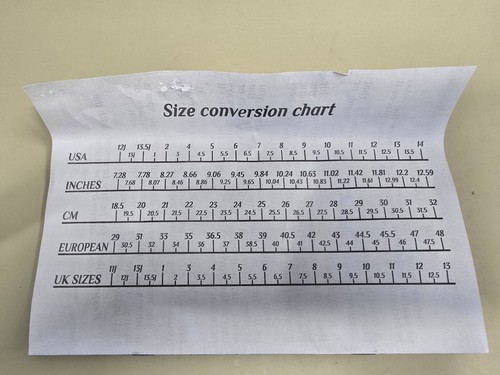 Size conversion chart
12J 13.5J 1 2 3 4 5 6 7 8 9 10 11 12 13 14
USA 13J 1 3 4.5 5.5 6.5 7.5 8.5 9.5 10.5 11.5 12.5 13.5
7.28 7.78 8.27 8.66 9.06 9.45 9.84 10.24 10.63 11.02 11.42 11.81 12.2 12.59
INCHES 7.68 8.07 8.46 8.86 9.25 9.65 10.04 10.43 10.83 11.22 11.61 12.99 12.4
18.5 20 21 22 23 24 25 26 27 28 29 30 31 32
CM 19.5 20.5 21.5 22.5 23.5 24.5 25.5 26.5 27.5 28.5 29.5 30.5 31.5
29 31 33 35 36 38 39 40.5 42 43 44.5 45.5 47 48
EUROPEAN 30.5 32 34 35 36.5 37 38.5 40 41 42.5 44 45 46 47.5
11J 13J 1 3 4 5 6 7 8 9 10 11 12 13
UK SIZES 12J 13.5J 2 3.5 4.5 5.5 6.5 7.5 8.5 9.5 10.5 11.5 12.5